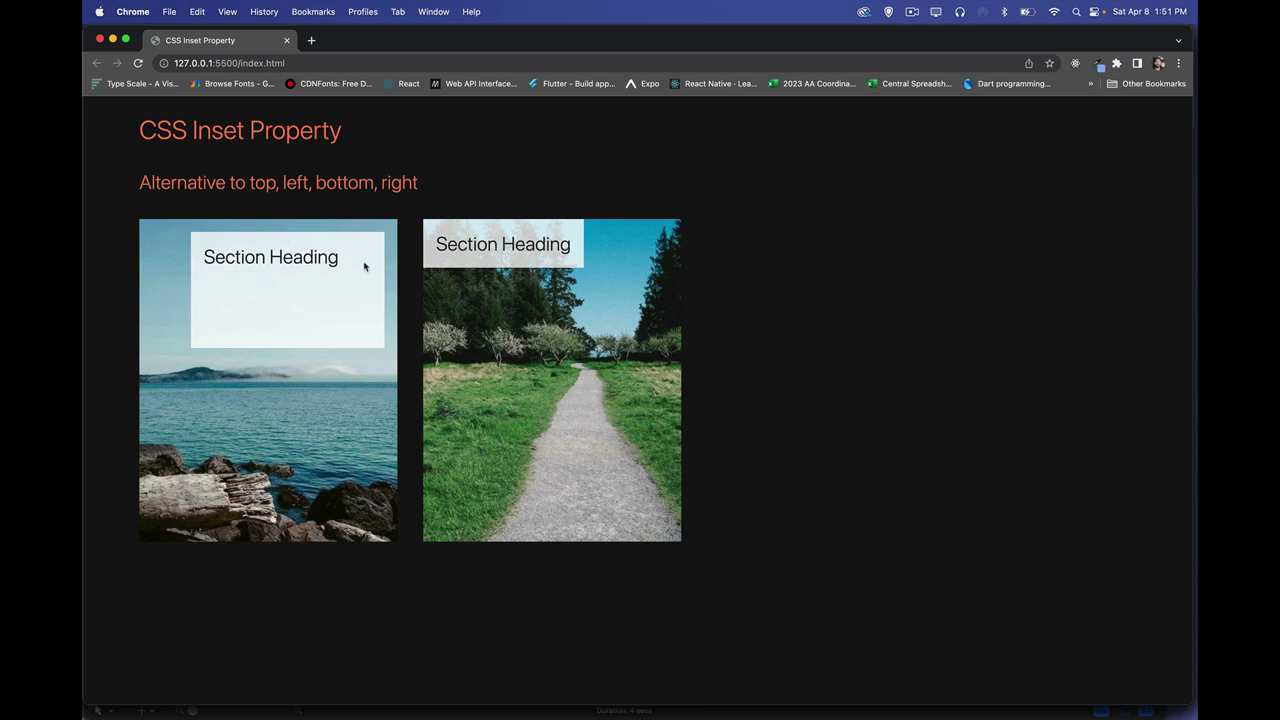 Chrome File Edit View History Bookmarks Profiles Tab Window Help Sat Apr 8 1:51 PM
CSS Inset Property
127.0.0.1:5500/index.html
Type Scale - A Vis... Browse Fonts - G... CDNFonts: Free D... React Web API Interface... Flutter - Build app... Expo React Native - Lea... 2023 AA Coordina... Central Spreadsh... Dart programming... » Other Bookmarks
CSS Inset Property
Alternative to top, left, bottom, right
Section Heading
Section Heading
Duration: 4 secs